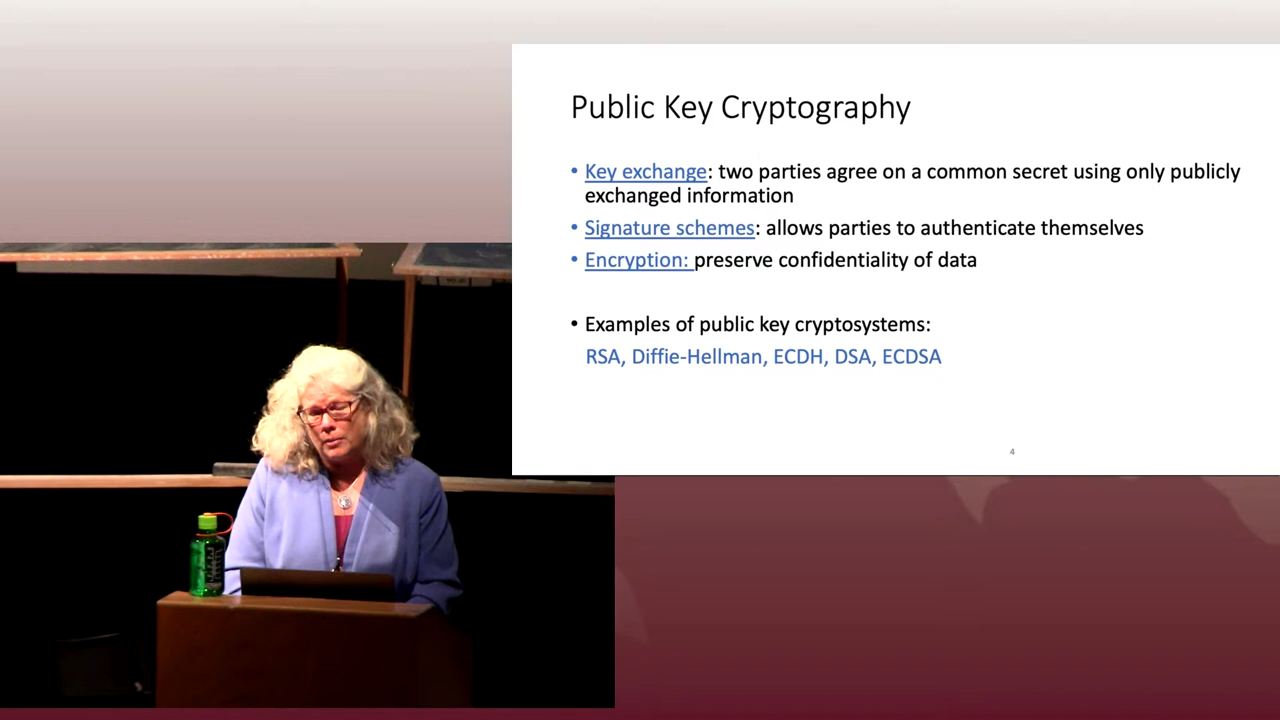 Public Key Cryptography
• Key exchange: two parties agree on a common secret using only publicly
exchanged information
• Signature schemes: allows parties to authenticate themselves
• Encryption: preserve confidentiality of data
• Examples of public key cryptosystems:
RSA, Diffie-Hellman, ECDH, DSA, ECDSA
4